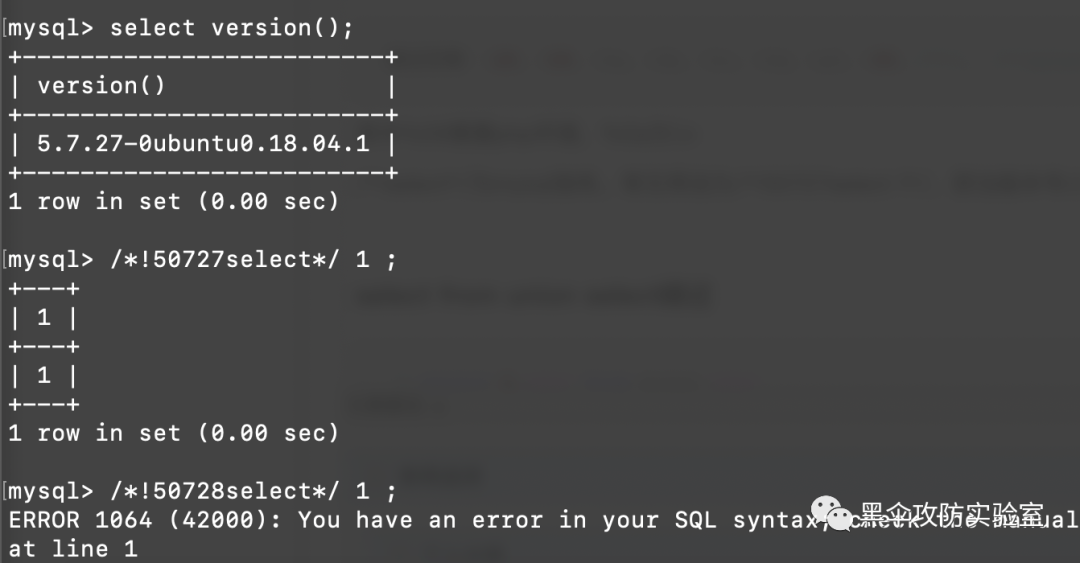 mysql> select version();
+-------------------------+
| version()               |
+-------------------------+
| 5.7.27-0ubuntu0.18.04.1 |
+-------------------------+
1 row in set (0.00 sec)
mysql> /*!50727select*/ 1 ;
+---+
| 1 |
+---+
| 1 |
+---+
1 row in set (0.00 sec)
mysql> /*!50728select*/ 1 ;
ERROR 1064 (42000): You have an error in your SQL syntax; check the manual
at line 1
黑伞攻防实验室